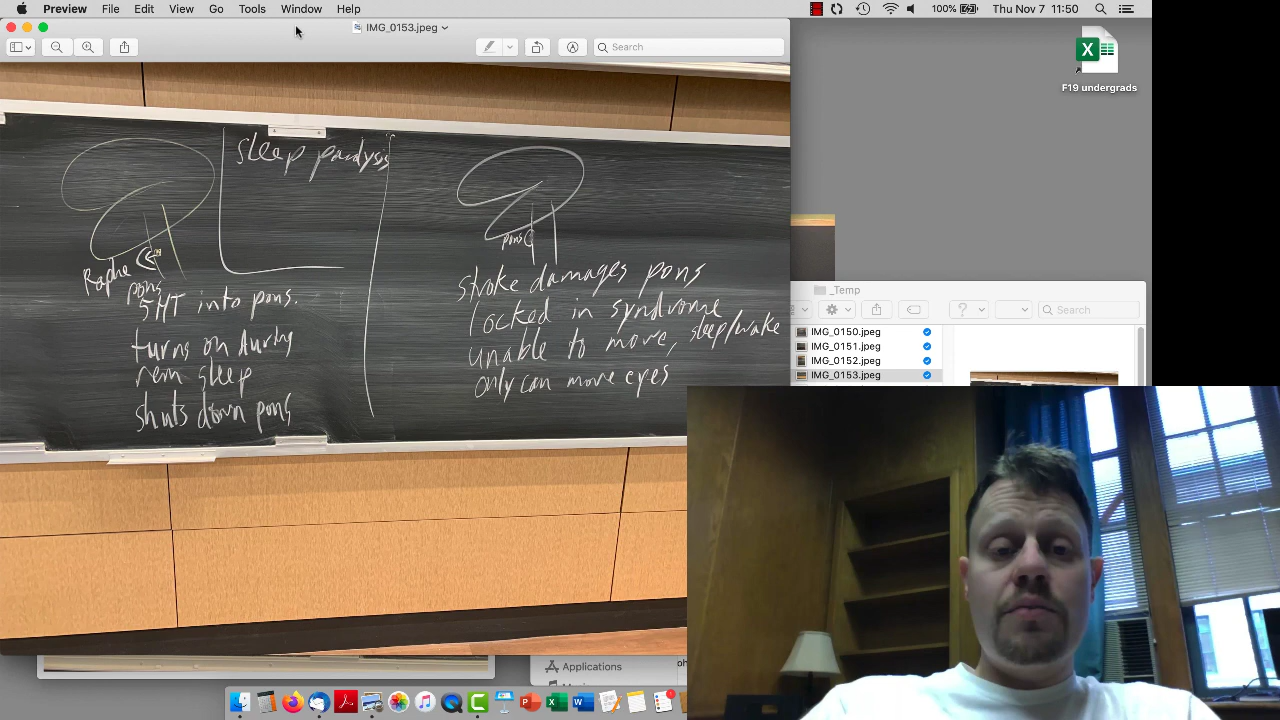 Preview File Edit View Go Tools Window Help
100% Thu Nov 7 11:50
IMG_0153.jpeg
Search
F19 undergrads
sleep paralysis
Raphe
pons
5HT into pons.
turns on during
rem sleep
shuts down pons
pons
stroke damages pons
locked in syndrome
unable to move, sleep/wake
only can move eyes
_Temp
Search
IMG_0150.jpeg
IMG_0151.jpeg
IMG_0152.jpeg
IMG_0153.jpeg
Applications